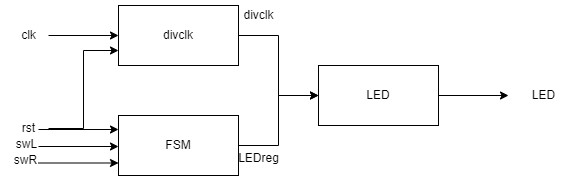 divclk
clk
divclk
LED
LED
rst
swL
swR
FSM
LEDreg